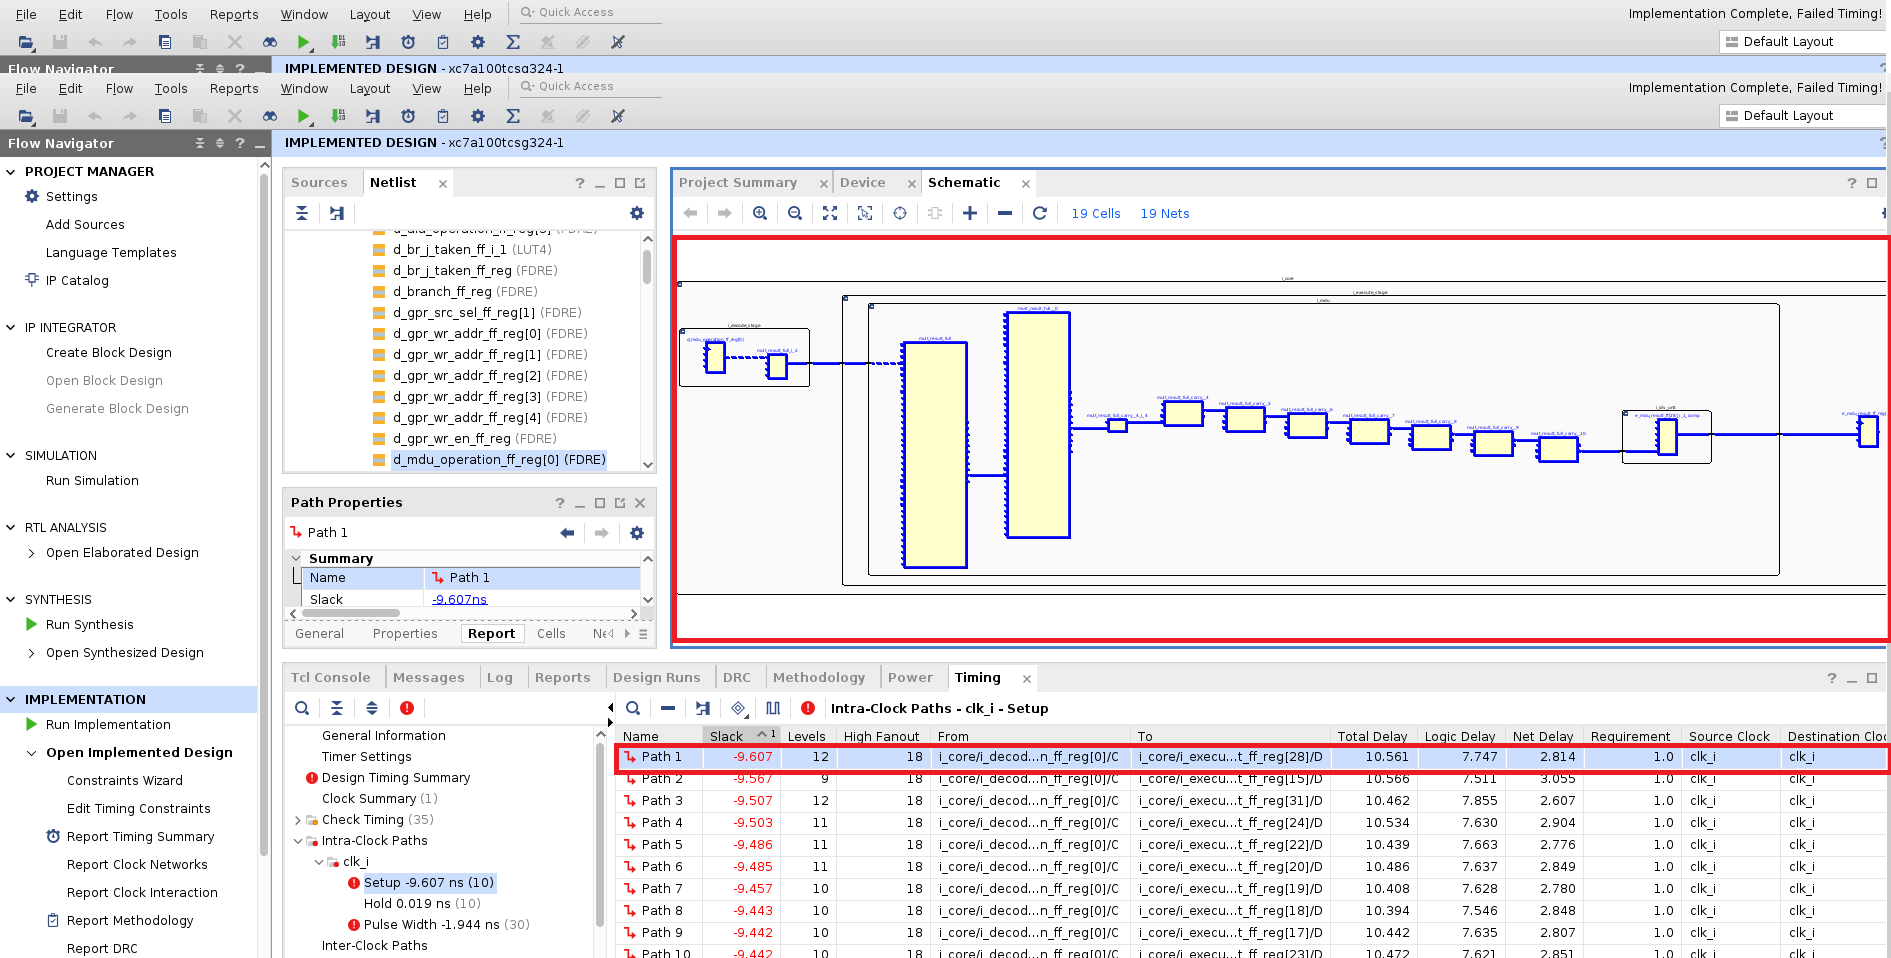 File Edit Flow Tools Reports Window Layout View Help Quick Access Implementation Complete, Failed Timing!
Default Layout
Flow Navigator IMPLEMENTED DESIGN - xc7a100tcsg324-1
File Edit Flow Tools Reports Window Layout View Help Quick Access Implementation Complete, Failed Timing!
Default Layout
Flow Navigator
IMPLEMENTED DESIGN - xc7a100tcsg324-1
PROJECT MANAGER
Settings
Add Sources
Language Templates
IP Catalog
IP INTEGRATOR
Create Block Design
Open Block Design
Generate Block Design
SIMULATION
Run Simulation
RTL ANALYSIS
Open Elaborated Design
SYNTHESIS
Run Synthesis
Open Synthesized Design
IMPLEMENTATION
Run Implementation
Open Implemented Design
Constraints Wizard
Edit Timing Constraints
Report Timing Summary
Report Clock Networks
Report Clock Interaction
Report Methodology
Report DRC
Sources Netlist
d_br_j_taken_ff_i_1 (LUT4)
d_br_j_taken_ff_reg (FDRE)
d_branch_ff_reg (FDRE)
d_gpr_src_sel_ff_reg[1] (FDRE)
d_gpr_wr_addr_ff_reg[0] (FDRE)
d_gpr_wr_addr_ff_reg[1] (FDRE)
d_gpr_wr_addr_ff_reg[2] (FDRE)
d_gpr_wr_addr_ff_reg[3] (FDRE)
d_gpr_wr_addr_ff_reg[4] (FDRE)
d_gpr_wr_en_ff_reg (FDRE)
d_mdu_operation_ff_reg[0] (FDRE)
Path Properties
Path 1
Summary
Name Path 1
Slack -9.607ns
General Properties Report Cells
Project Summary Device Schematic
19 Cells 19 Nets
i_core
i_execute_stage
i_mdu
i_decode_stage
d_mdu_operation_ff_reg[0]
mult_result_full_i_2
mult_result_full
mult_result_full__0
mult_result_full_carry__4_i_4
mult_result_full_carry__4
mult_result_full_carry__5
mult_result_full_carry__6
mult_result_full_carry__7
mult_result_full_carry__8
mult_result_full_carry__9
mult_result_full_carry__10
i_div_unit
e_mdu_result_ff[28]_i_1_comp
Tcl Console Messages Log Reports Design Runs DRC Methodology Power Timing
General Information
Timer Settings
Design Timing Summary
Clock Summary (1)
Check Timing (35)
Intra-Clock Paths
clk_i
Setup -9.607 ns (10)
Hold 0.019 ns (10)
Pulse Width -1.944 ns (30)
Inter-Clock Paths
Intra-Clock Paths - clk_i - Setup
Name Slack 1 Levels High Fanout From To Total Delay Logic Delay Net Delay Requirement Source Clock Destination Cloc
Path 1 -9.607 12 18 i_core/i_decod...n_ff_reg[0]/C i_core/i_execu...t_ff_reg[28]/D 10.561 7.747 2.814 1.0 clk_i clk_i
Path 2 -9.567 9 18 i_core/i_decod...n_ff_reg[0]/C i_core/i_execu...t_ff_reg[15]/D 10.566 7.511 3.055 1.0 clk_i clk_i
Path 3 -9.507 12 18 i_core/i_decod...n_ff_reg[0]/C i_core/i_execu...t_ff_reg[31]/D 10.462 7.855 2.607 1.0 clk_i clk_i
Path 4 -9.503 11 18 i_core/i_decod...n_ff_reg[0]/C i_core/i_execu...t_ff_reg[24]/D 10.534 7.630 2.904 1.0 clk_i clk_i
Path 5 -9.486 11 18 i_core/i_decod...n_ff_reg[0]/C i_core/i_execu...t_ff_reg[22]/D 10.439 7.663 2.776 1.0 clk_i clk_i
Path 6 -9.485 11 18 i_core/i_decod...n_ff_reg[0]/C i_core/i_execu...t_ff_reg[20]/D 10.486 7.637 2.849 1.0 clk_i clk_i
Path 7 -9.457 10 18 i_core/i_decod...n_ff_reg[0]/C i_core/i_execu...t_ff_reg[19]/D 10.408 7.628 2.780 1.0 clk_i clk_i
Path 8 -9.443 10 18 i_core/i_decod...n_ff_reg[0]/C i_core/i_execu...t_ff_reg[18]/D 10.394 7.546 2.848 1.0 clk_i clk_i
Path 9 -9.442 10 18 i_core/i_decod...n_ff_reg[0]/C i_core/i_execu...t_ff_reg[17]/D 10.442 7.635 2.807 1.0 clk_i clk_i
Path 10 -9.442 10 18 i_core/i_decod...n_ff_reg[0]/C i_core/i_execu...t_ff_reg[23]/D 10.472 7.621 2.851 1.0 clk_i clk_i